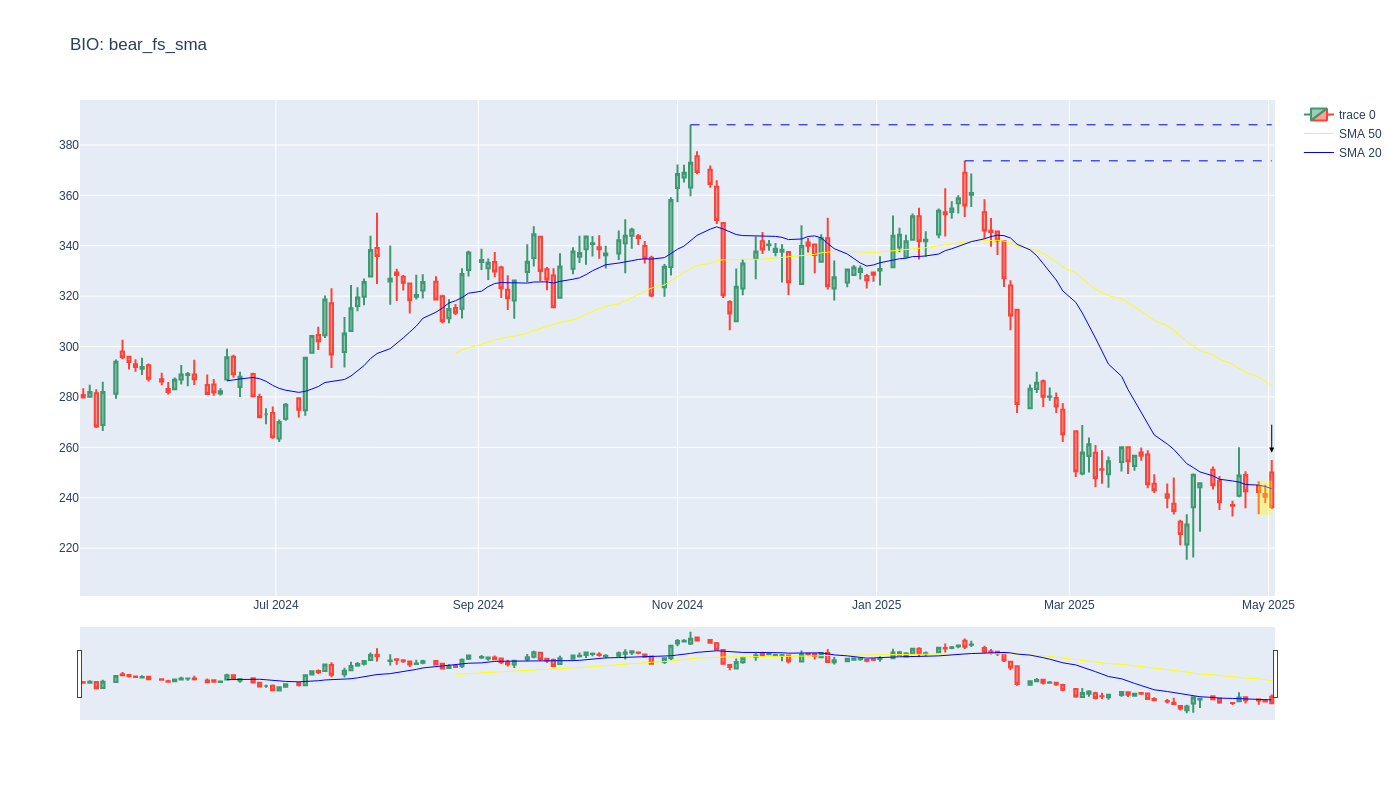 BIO: bear_fs_sma
trace 0
SMA 50
SMA 20
380
360
340
320
300
280
260
240
220
Jul 2024
Sep 2024
Nov 2024
Jan 2025
Mar 2025
May 2025